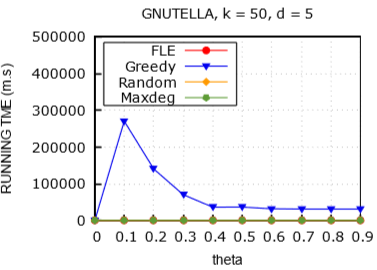 GNUTELLA, k = 50, d = 5
500000
400000
300000
200000
100000
0
RUNNING TME (m.s)
FLE
Greedy
Random
Maxdeg
0 0.1 0.2 0.3 0.4 0.5 0.6 0.7 0.8 0.9
theta